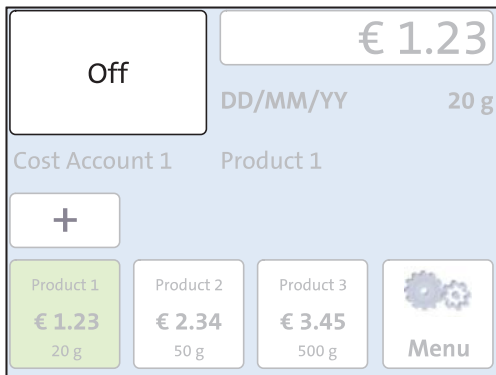 Off
€ 1.23
DD/MM/YY 20 g
Cost Account 1 Product 1
+
Product 1
€ 1.23
20 g
Product 2
€ 2.34
50 g
Product 3
€ 3.45
500 g
Menu